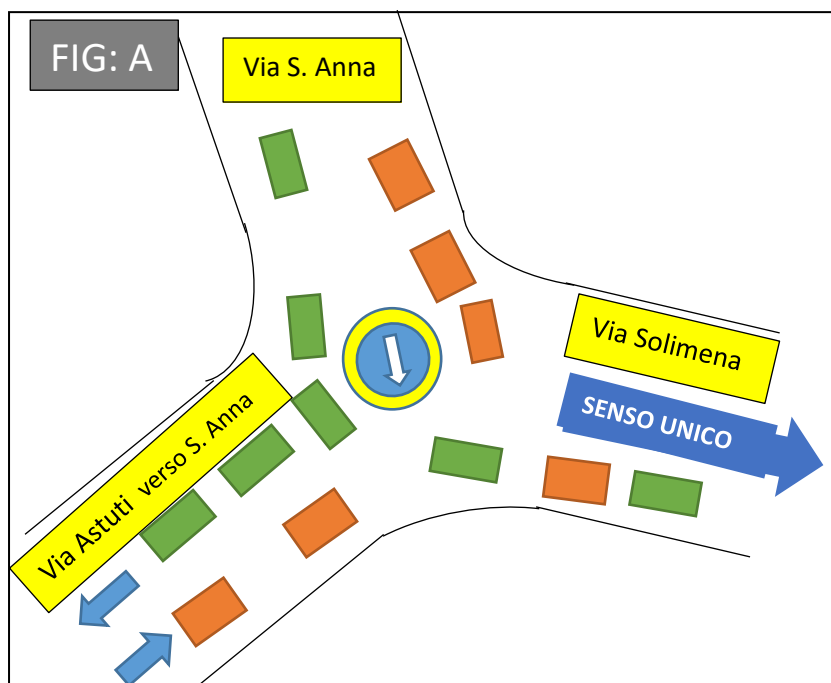 FIG: A
Via S. Anna
Via Solimena
SENSO UNICO
Via Astuti verso S. Anna